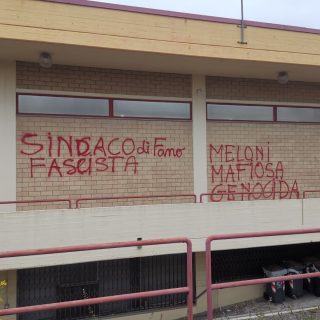 SINDACO di Fano
FASCISTA
MELONI
MAFIOSA
GENOCIDA